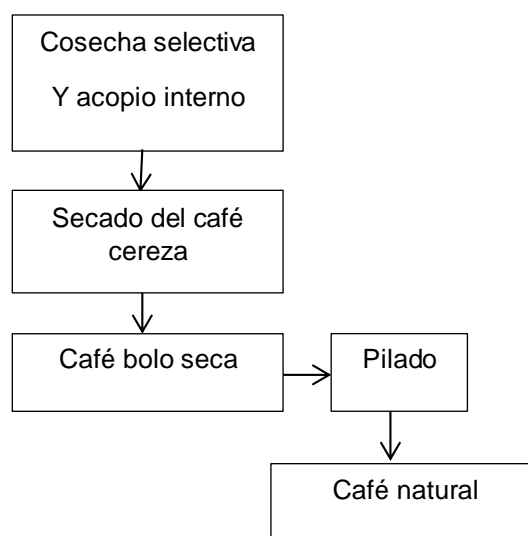 Cosecha selectiva
Y acopio interno
Secado del café
cereza
Café bolo seca
Pilado
Café natural